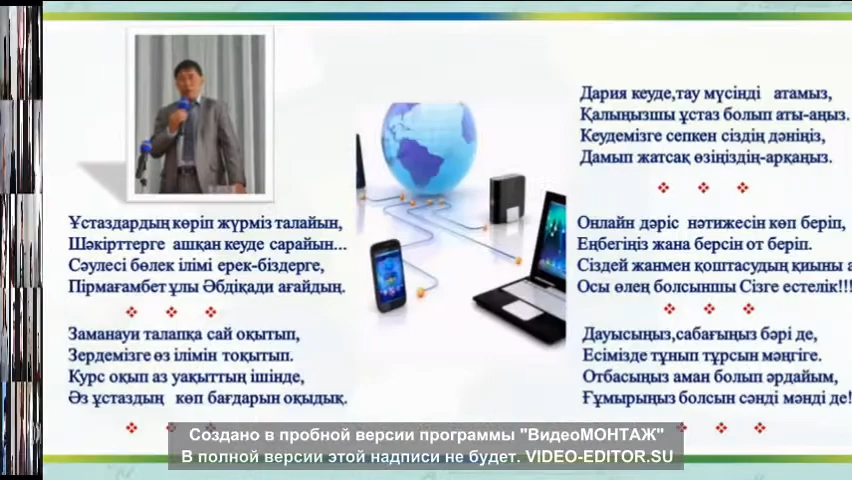 Ұстаздардың көріп жүрміз талайын,
Шәкірттерге ашқан кеуде сарайын...
Сәулесі бөлек ілімі ерек-біздерге,
Пірмағамбет ұлы Әбдіқади ағайдың.
Заманауи талапқа сай оқытып,
Зердемізге өз ілімін тоқытып.
Курс оқып аз уақыттың ішінде,
Әз ұстаздың көп бағдарын оқыдық.
Дария кеуде,тау мүсінді атамыз,
Қалыңызшы ұстаз болып аты-аңыз.
Кеудемізге сепкен сіздің дәніңіз,
Дамып жатсақ өзіңіздің-арқаңыз.
Онлайн дәріс нәтижесін көп беріп,
Еңбегіңіз жана берсін от беріп.
Сіздей жанмен қоштасудың қиыны а
Осы өлең болсыншы Сізге естелік!!!
Дауысыңыз,сабағыңыз бәрі де,
Есімізде тұнып тұрсын мәңгіге.
Отбасыңыз аман болып әрдайым,
Ғұмырыңыз болсын сәнді мәнді де!
Создано в пробной версии программы "ВидеоМОНТАЖ"
В полной версии этой надписи не будет. VIDEO-EDITOR.SU